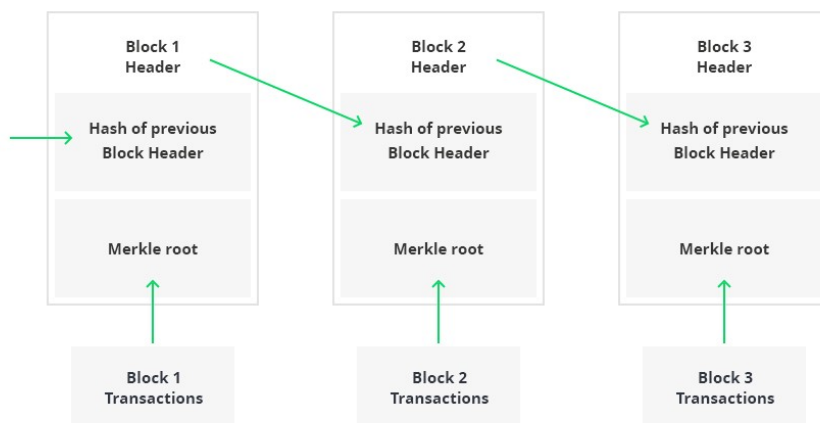 Block 1
Header
Hash of previous
Block Header
Merkle root
Block 1
Transactions
Block 2
Header
Hash of previous
Block Header
Merkle root
Block 2
Transactions
Block 3
Header
Hash of previous
Block Header
Merkle root
Block 3
Transactions